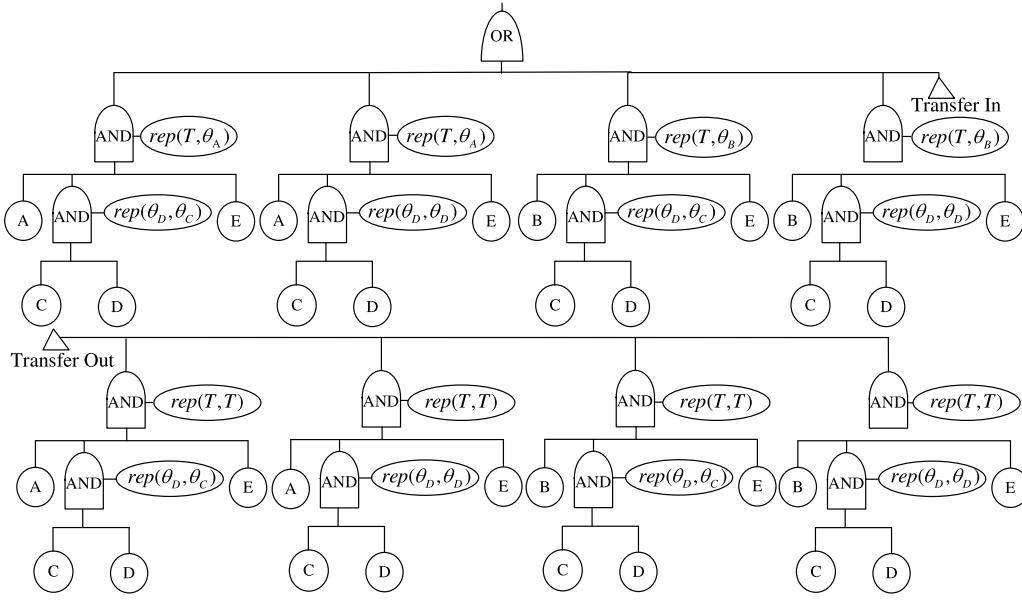 OR
Transfer In
AND rep(T,θ_A) AND rep(T,θ_A) AND rep(T,θ_B) AND rep(T,θ_B)
A AND rep(θ_D,θ_C) E A AND rep(θ_D,θ_D) E B AND rep(θ_D,θ_C) E B AND rep(θ_D,θ_D) E
C D C D C D C D
Transfer Out
AND rep(T,T) AND rep(T,T) AND rep(T,T) AND rep(T,T)
A AND rep(θ_D,θ_C) E A AND rep(θ_D,θ_D) E B AND rep(θ_D,θ_C) E B AND rep(θ_D,θ_D) E
C D C D C D C D